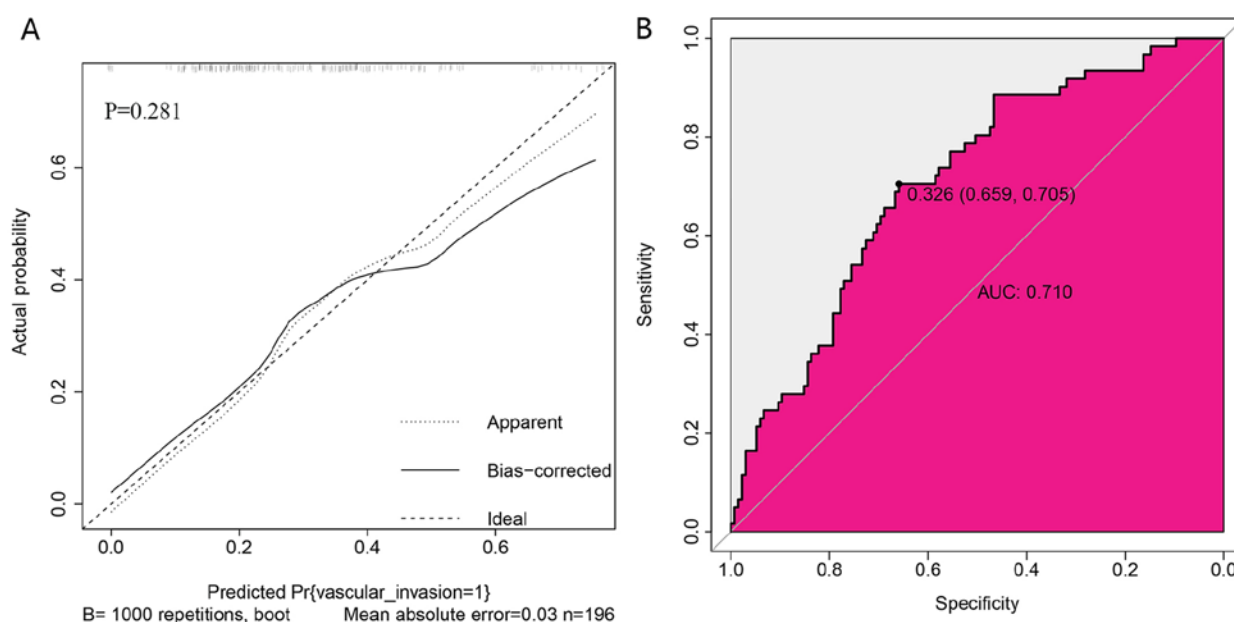 A
P=0.281
Actual probability
0.6
0.4
0.2
0.0
Apparent
Bias-corrected
Ideal
0.0 0.2 0.4 0.6
Predicted Pr{vascular_invasion=1}
B= 1000 repetitions, boot Mean absolute error=0.03 n=196
B
Sensitivity
1.0
0.8
0.6
0.4
0.2
0.0
0.326 (0.659, 0.705)
AUC: 0.710
1.0 0.8 0.6 0.4 0.2 0.0
Specificity